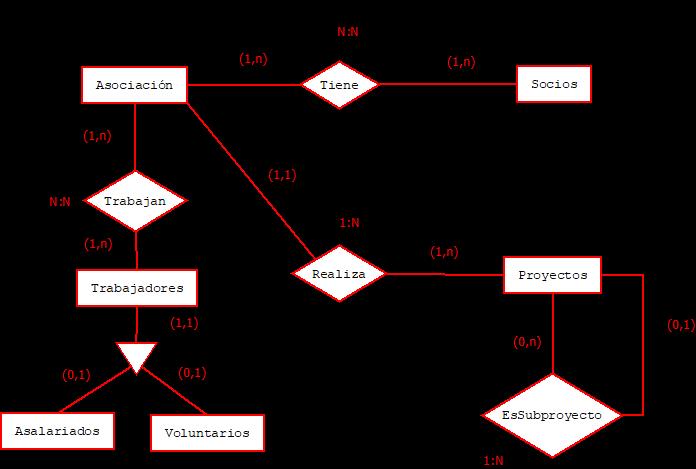 N:N
(1,n)
(1,n)
Asociación
Tiene
Socios
(1,n)
(1,1)
N:N
Trabajan
1:N
(1,n)
(1,n)
Realiza
Proyectos
Trabajadores
(1,1)
(0,1)
(0,n)
(0,1)
(0,1)
EsSubproyecto
Asalariados
Voluntarios
1:N